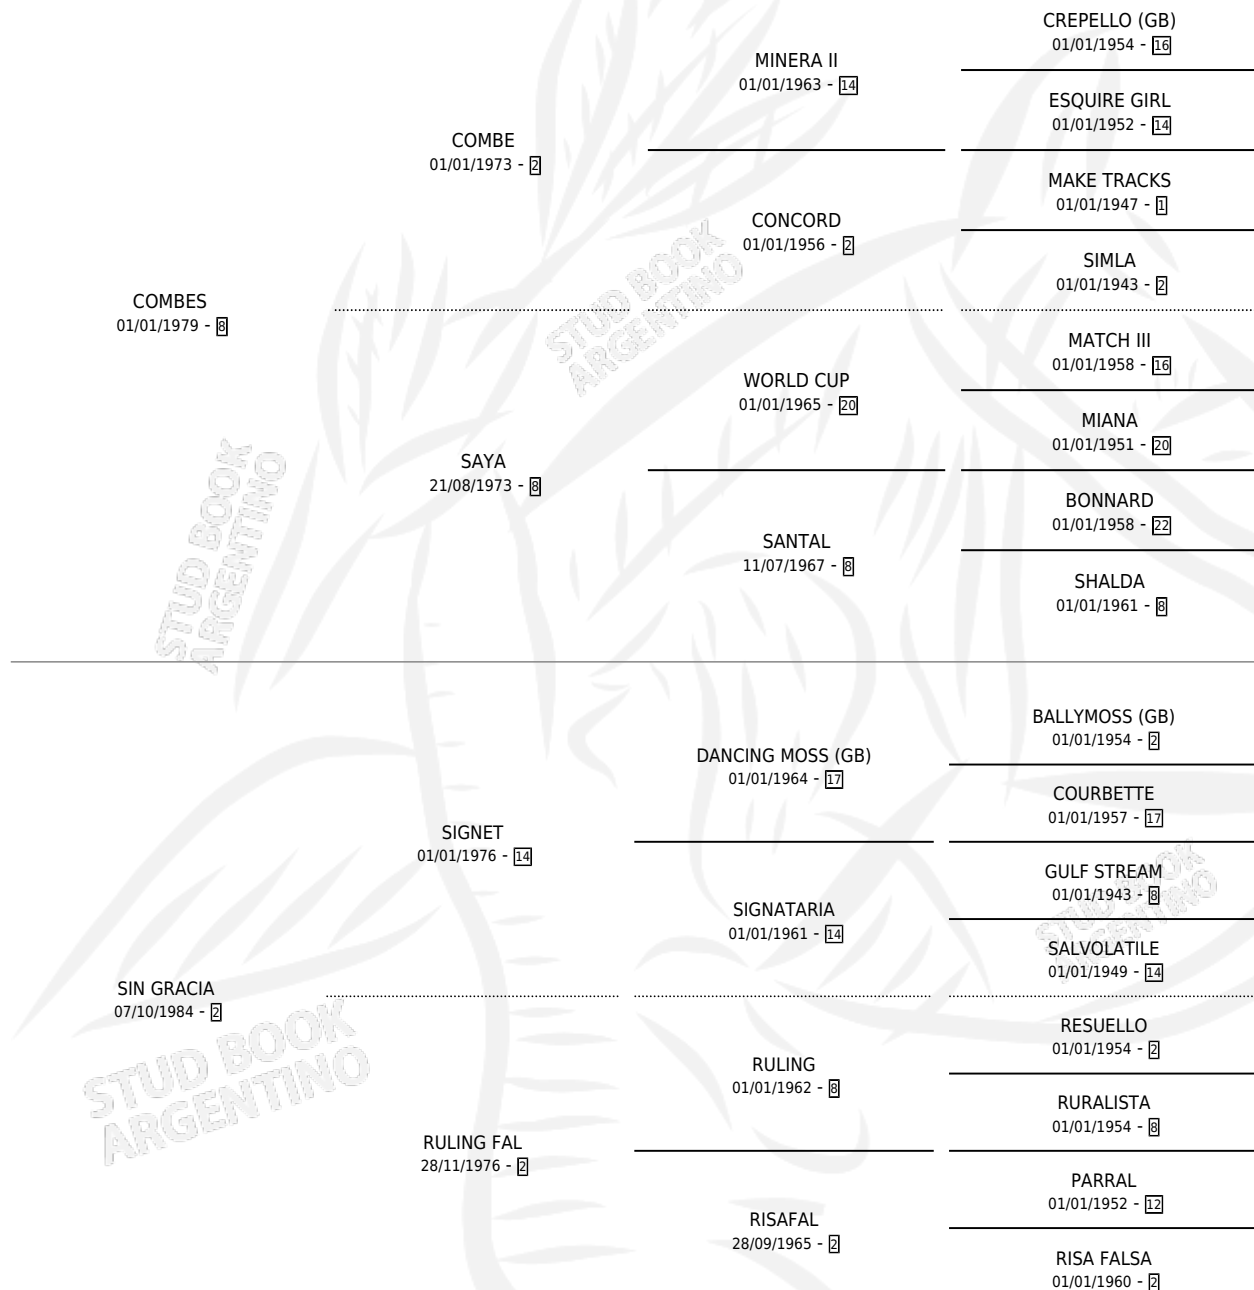 CREPELLO (GB)
01/01/1954 - 16
MINERA II
01/01/1963 - 14
ESQUIRE GIRL
01/01/1952 - 14
COMBE
01/01/1973 - 2
MAKE TRACKS
01/01/1947 - 1
CONCORD
01/01/1956 - 2
SIMLA
01/01/1943 - 2
COMBES
01/01/1979 - 8
MATCH III
01/01/1958 - 16
WORLD CUP
01/01/1965 - 20
MIANA
01/01/1951 - 20
SAYA
21/08/1973 - 8
BONNARD
01/01/1958 - 22
SANTAL
11/07/1967 - 8
SHALDA
01/01/1961 - 8
BALLYMOSS (GB)
01/01/1954 - 2
DANCING MOSS (GB)
01/01/1964 - 17
COURBETTE
01/01/1957 - 17
SIGNET
01/01/1976 - 14
GULF STREAM
01/01/1943 - 8
SIGNATARIA
01/01/1961 - 14
SALVOLATILE
01/01/1949 - 14
SIN GRACIA
07/10/1984 - 2
RESUELLO
01/01/1954 - 2
RULING
01/01/1962 - 8
RURALISTA
01/01/1954 - 8
RULING FAL
28/11/1976 - 2
PARRAL
01/01/1952 - 12
RISAFAL
28/09/1965 - 2
RISA FALSA
01/01/1960 - 2
STUD BOOK
ARGENTINO
STUD BOOK
ARGENTINO
STUD BOOK
ARGENTINO
STUD BOOK
ARGENTINO